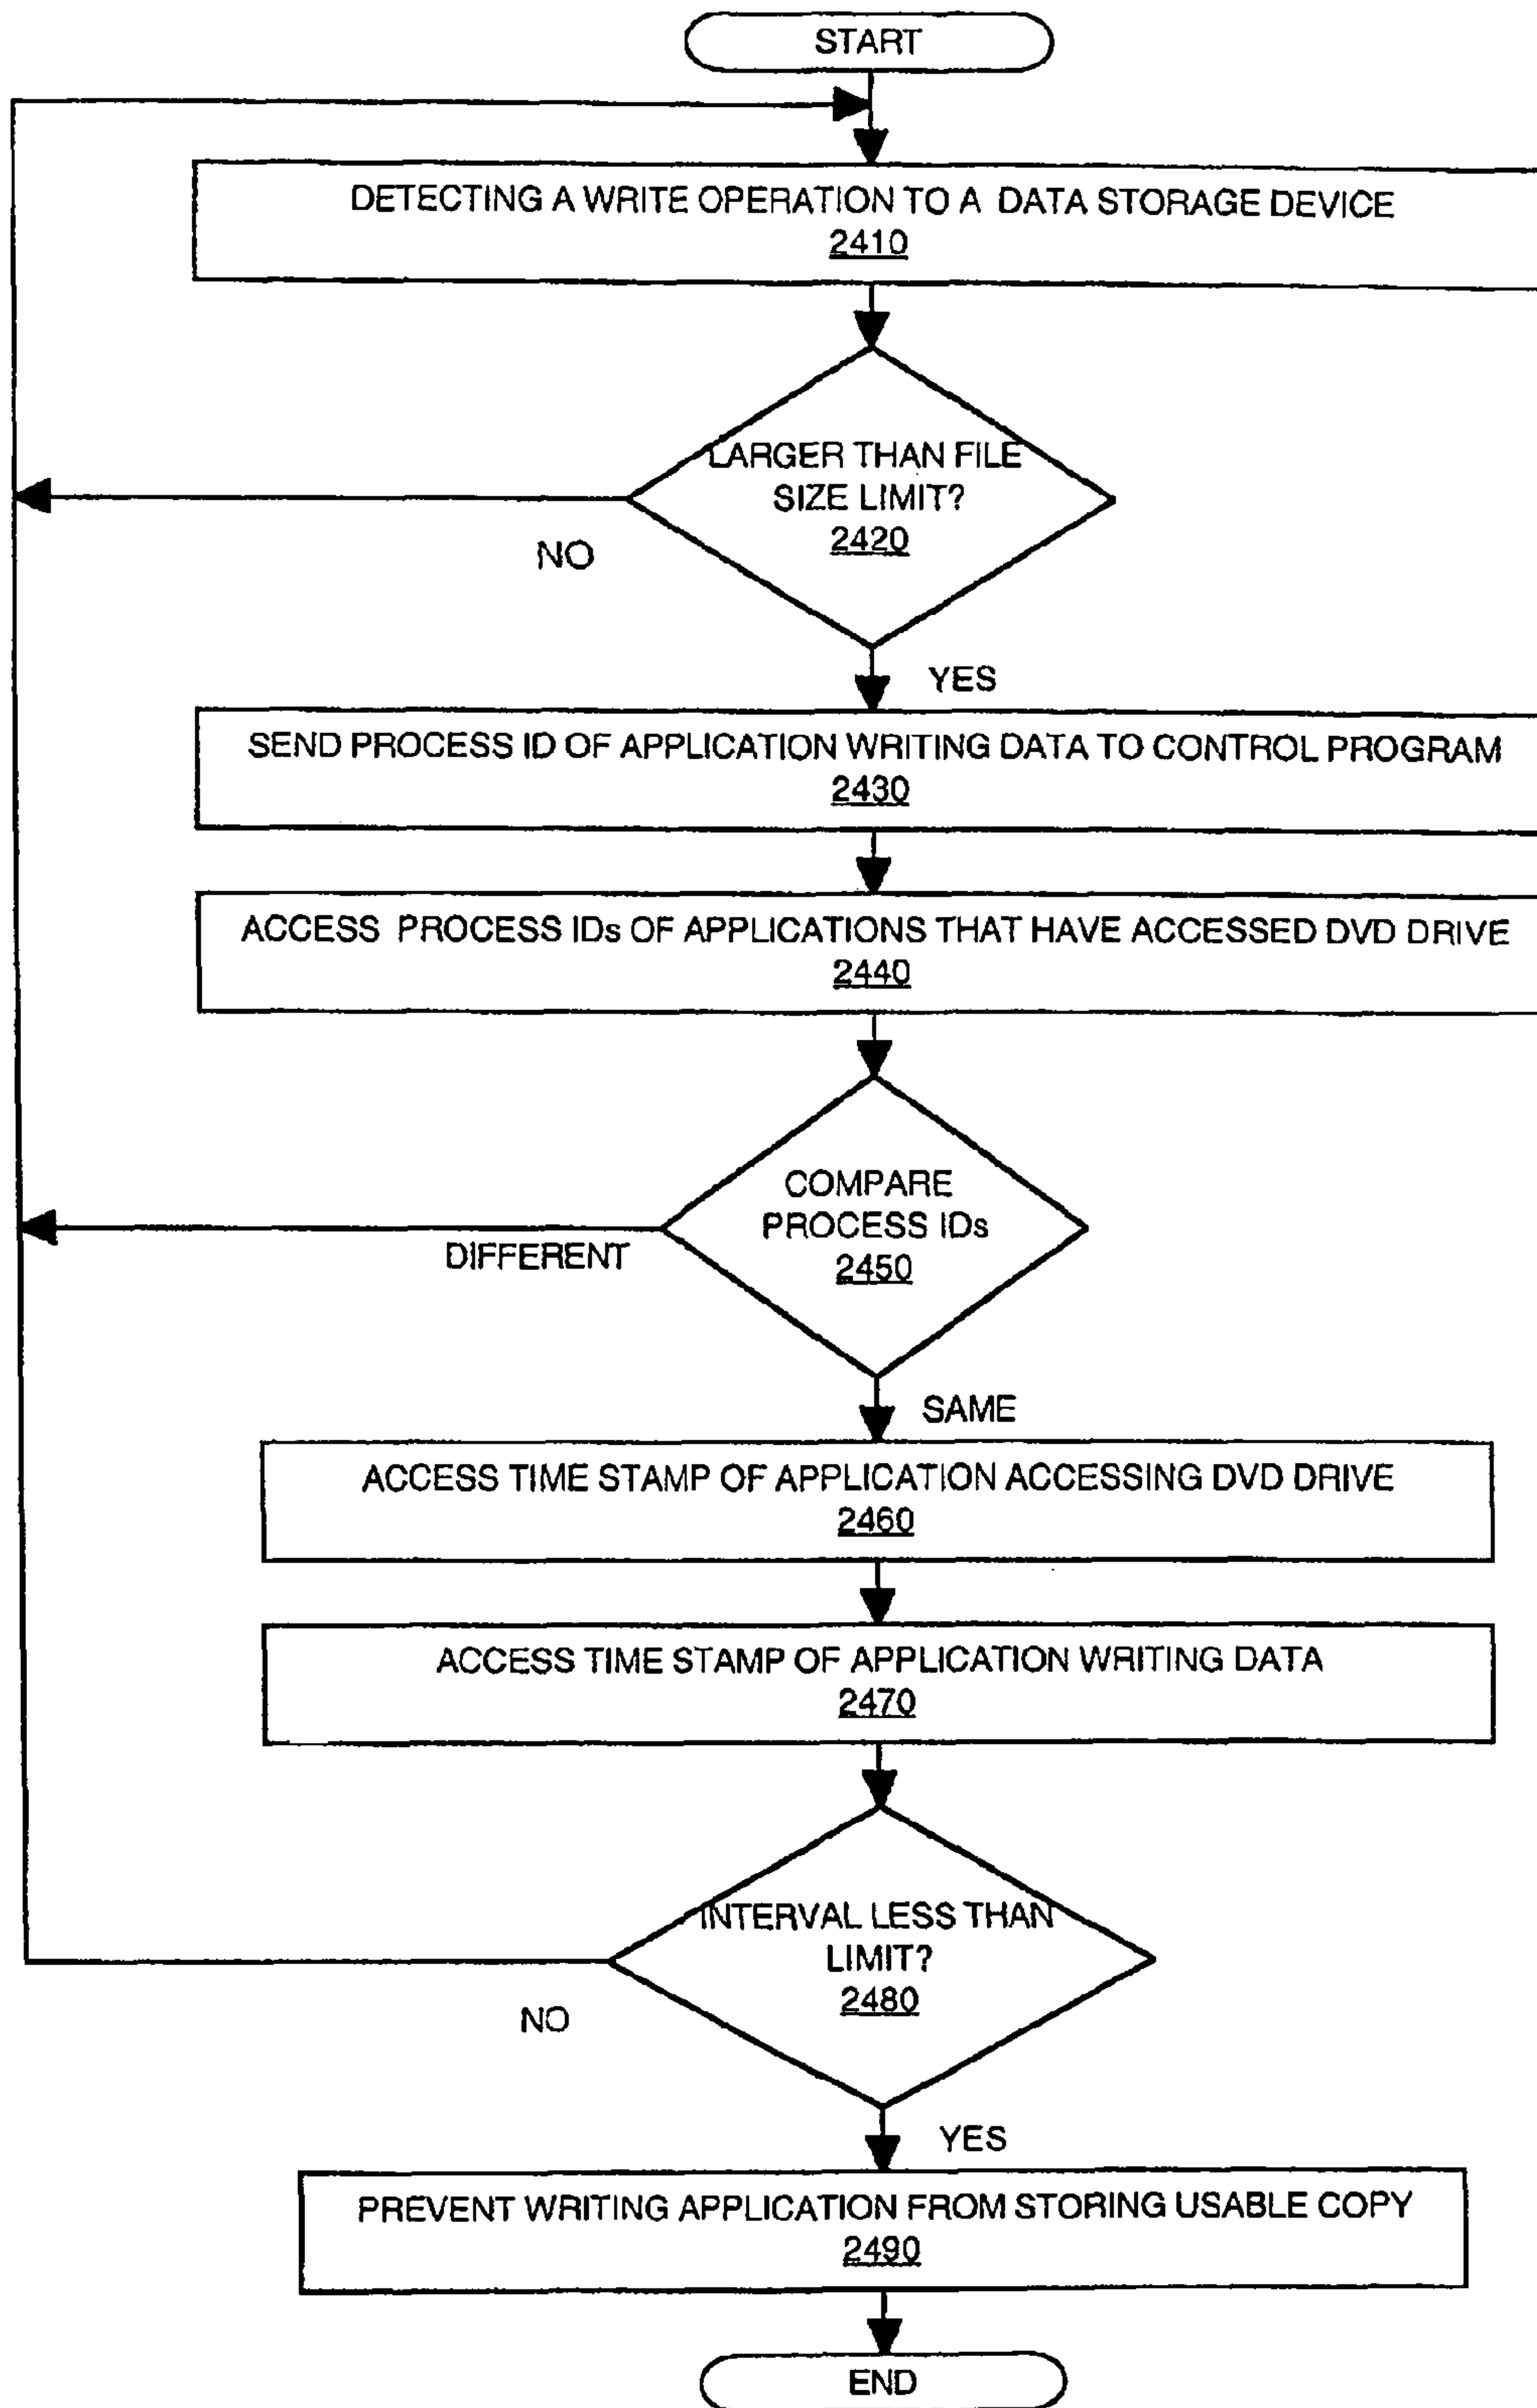 START
DETECTING A WRITE OPERATION TO A DATA STORAGE DEVICE
2410
LARGER THAN FILE
SIZE LIMIT?
2420
NO
YES
SEND PROCESS ID OF APPLICATION WRITING DATA TO CONTROL PROGRAM
2430
ACCESS PROCESS IDs OF APPLICATIONS THAT HAVE ACCESSED DVD DRIVE
2440
COMPARE
PROCESS IDs
2450
DIFFERENT
SAME
ACCESS TIME STAMP OF APPLICATION ACCESSING DVD DRIVE
2460
ACCESS TIME STAMP OF APPLICATION WRITING DATA
2470
INTERVAL LESS THAN
LIMIT?
2480
NO
YES
PREVENT WRITING APPLICATION FROM STORING USABLE COPY
2490
END